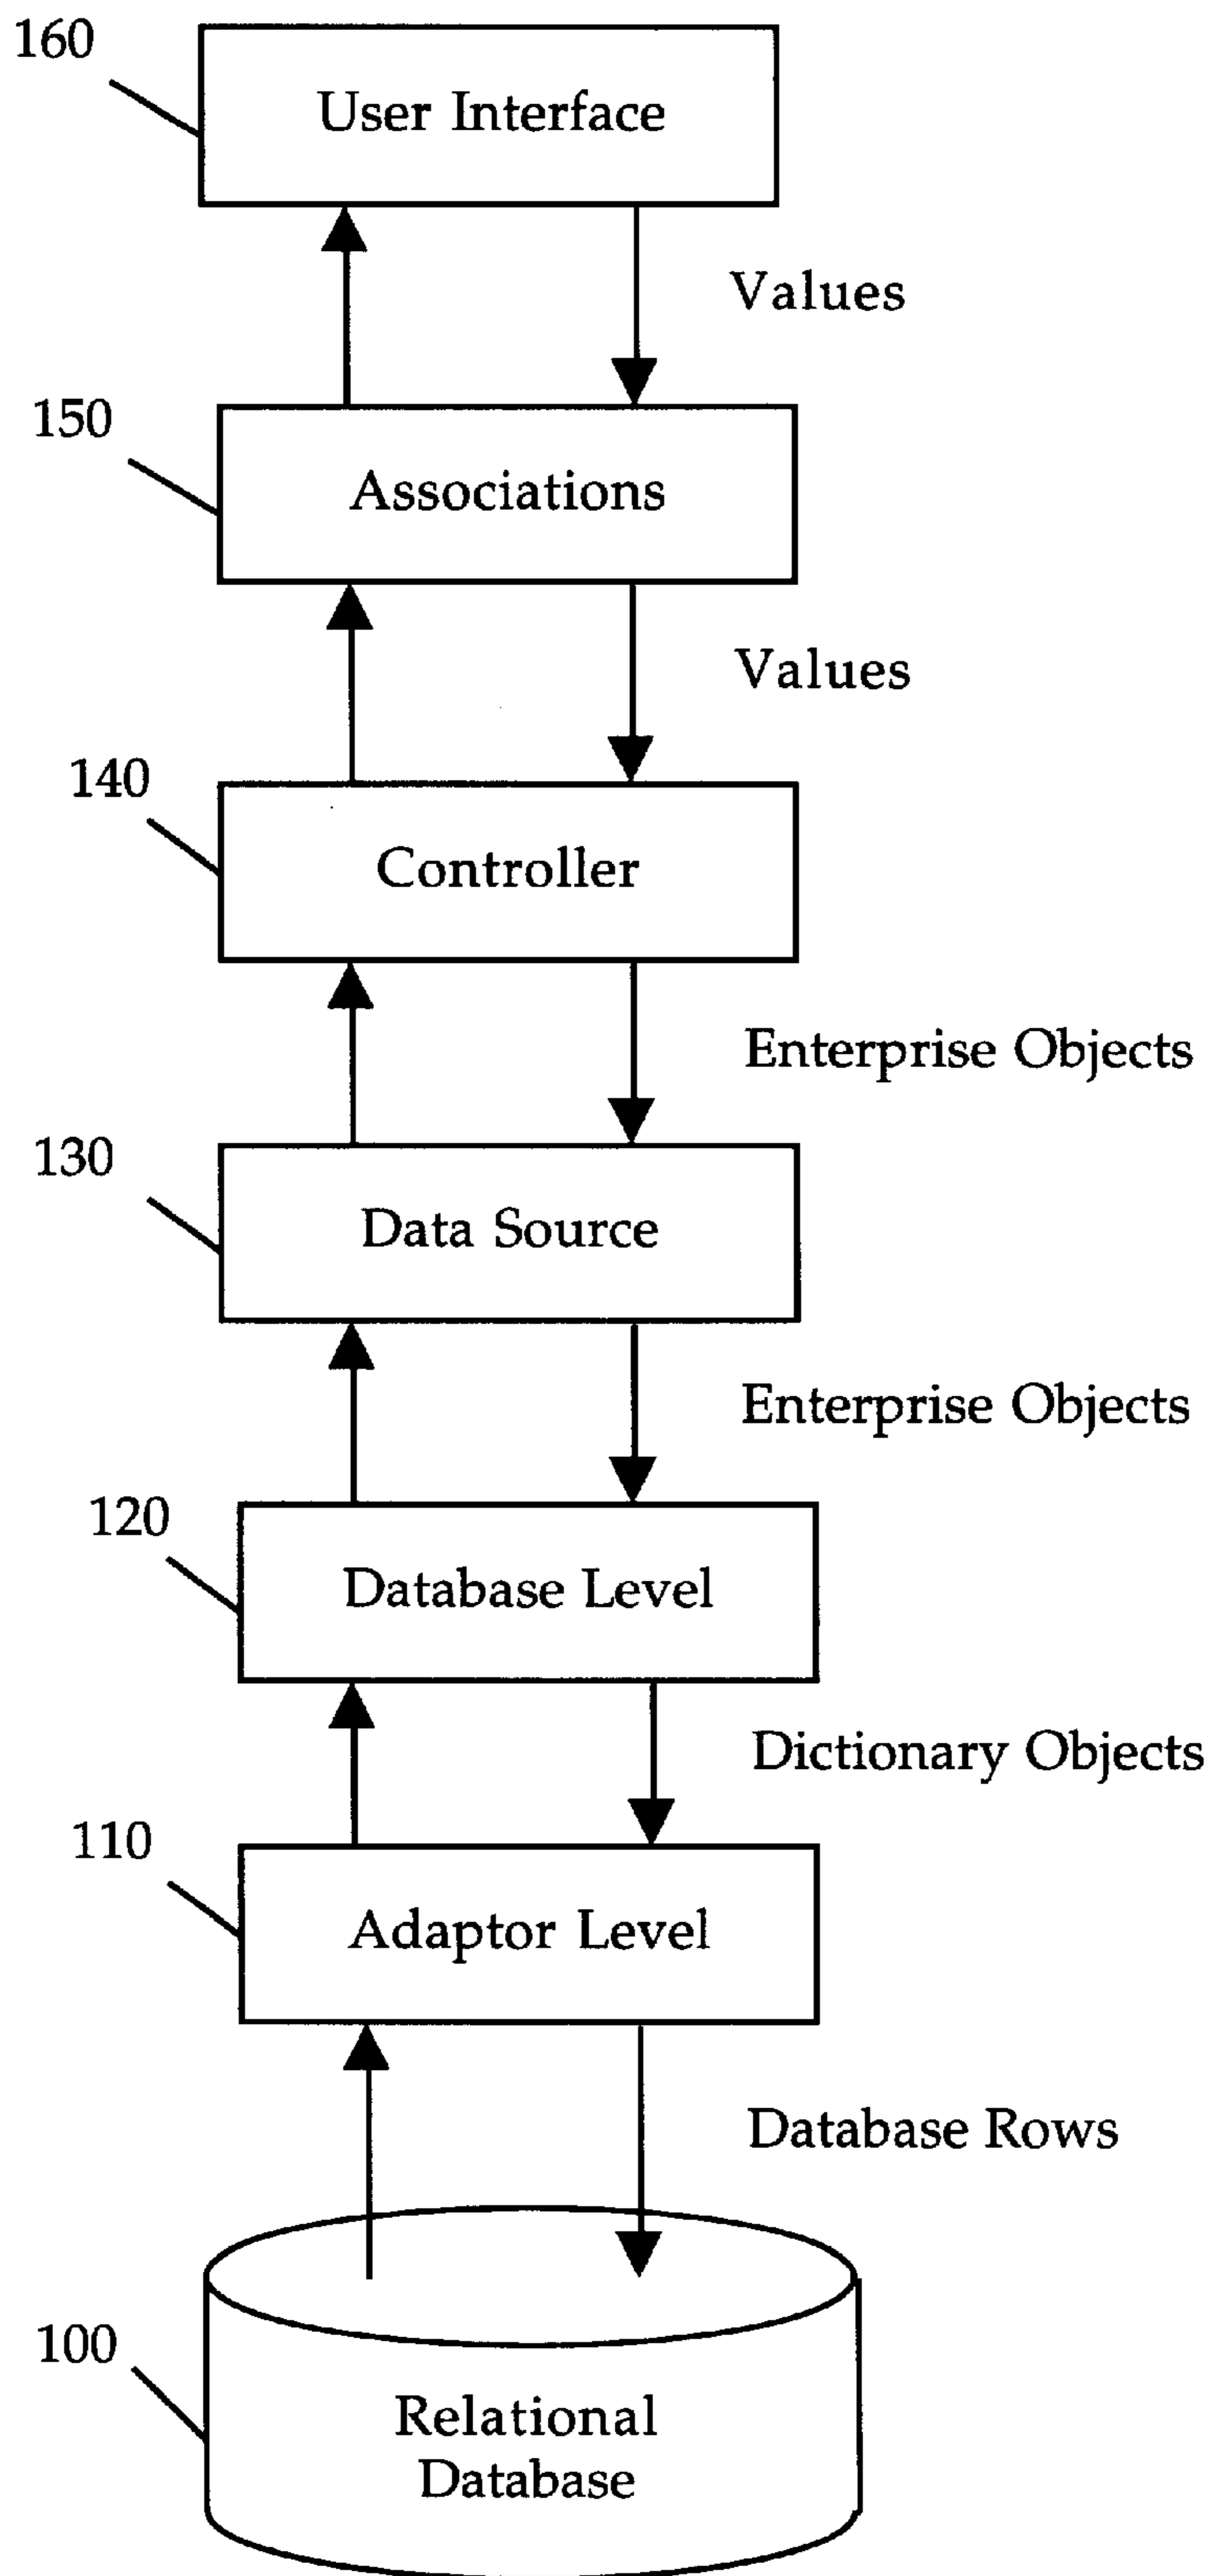 160
User Interface
Values
150
Associations
Values
140
Controller
Enterprise Objects
130
Data Source
Enterprise Objects
120
Database Level
Dictionary Objects
110
Adaptor Level
Database Rows
100
Relational
Database